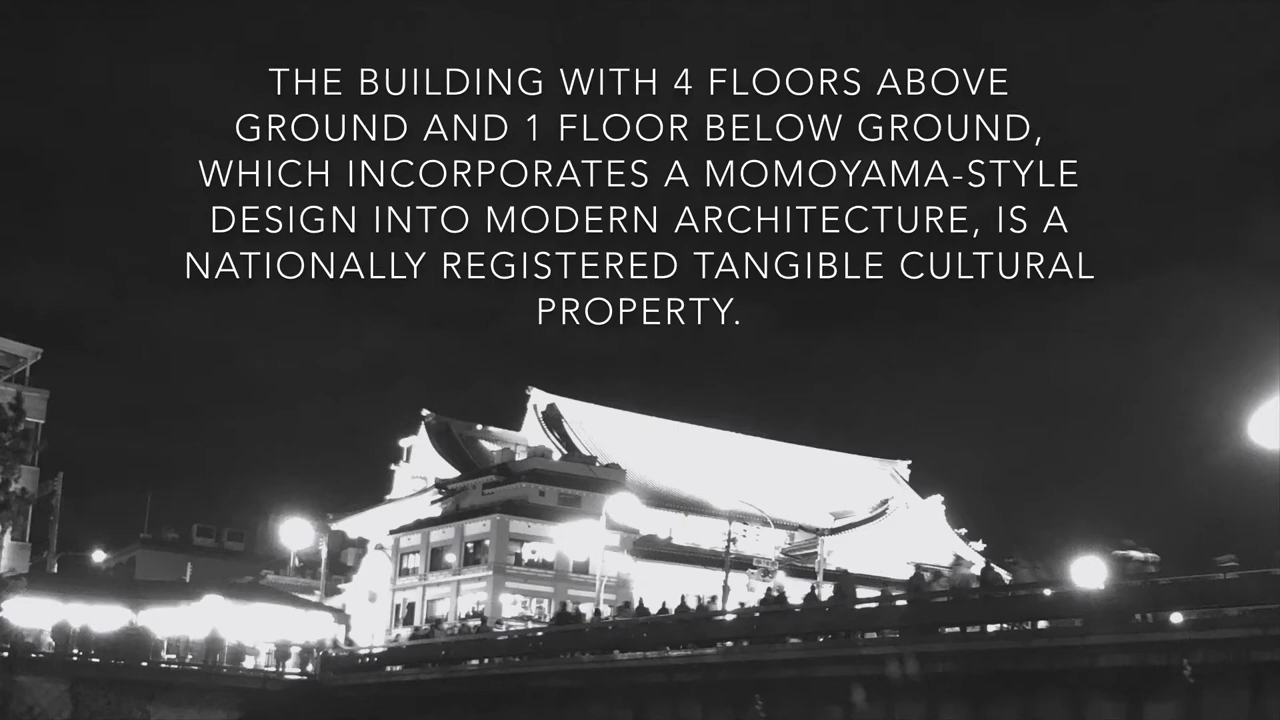 THE BUILDING WITH 4 FLOORS ABOVE
GROUND AND 1 FLOOR BELOW GROUND,
WHICH INCORPORATES A MOMOYAMA-STYLE
DESIGN INTO MODERN ARCHITECTURE, IS A
NATIONALLY REGISTERED TANGIBLE CULTURAL
PROPERTY.